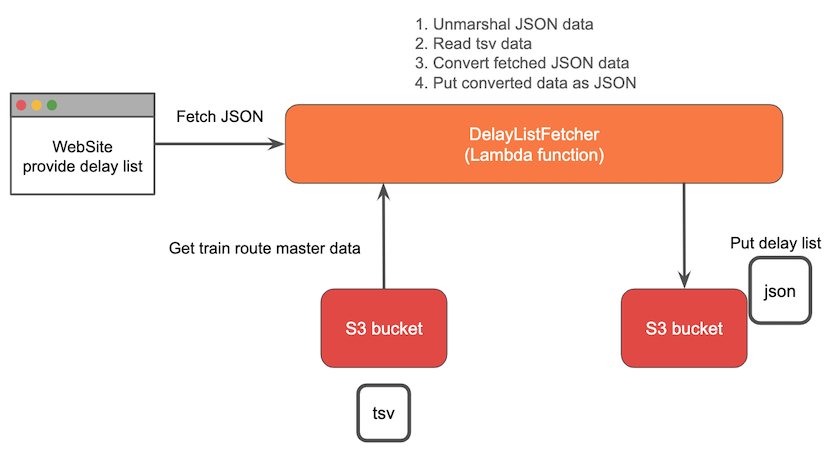 1. Unmarshal JSON data
2. Read tsv data
3. Convert fetched JSON data
4. Put converted data as JSON
Fetch JSON
WebSite
provide delay list
DelayListFetcher
(Lambda function)
Get train route master data
Put delay list
json
S3 bucket
S3 bucket
tsv